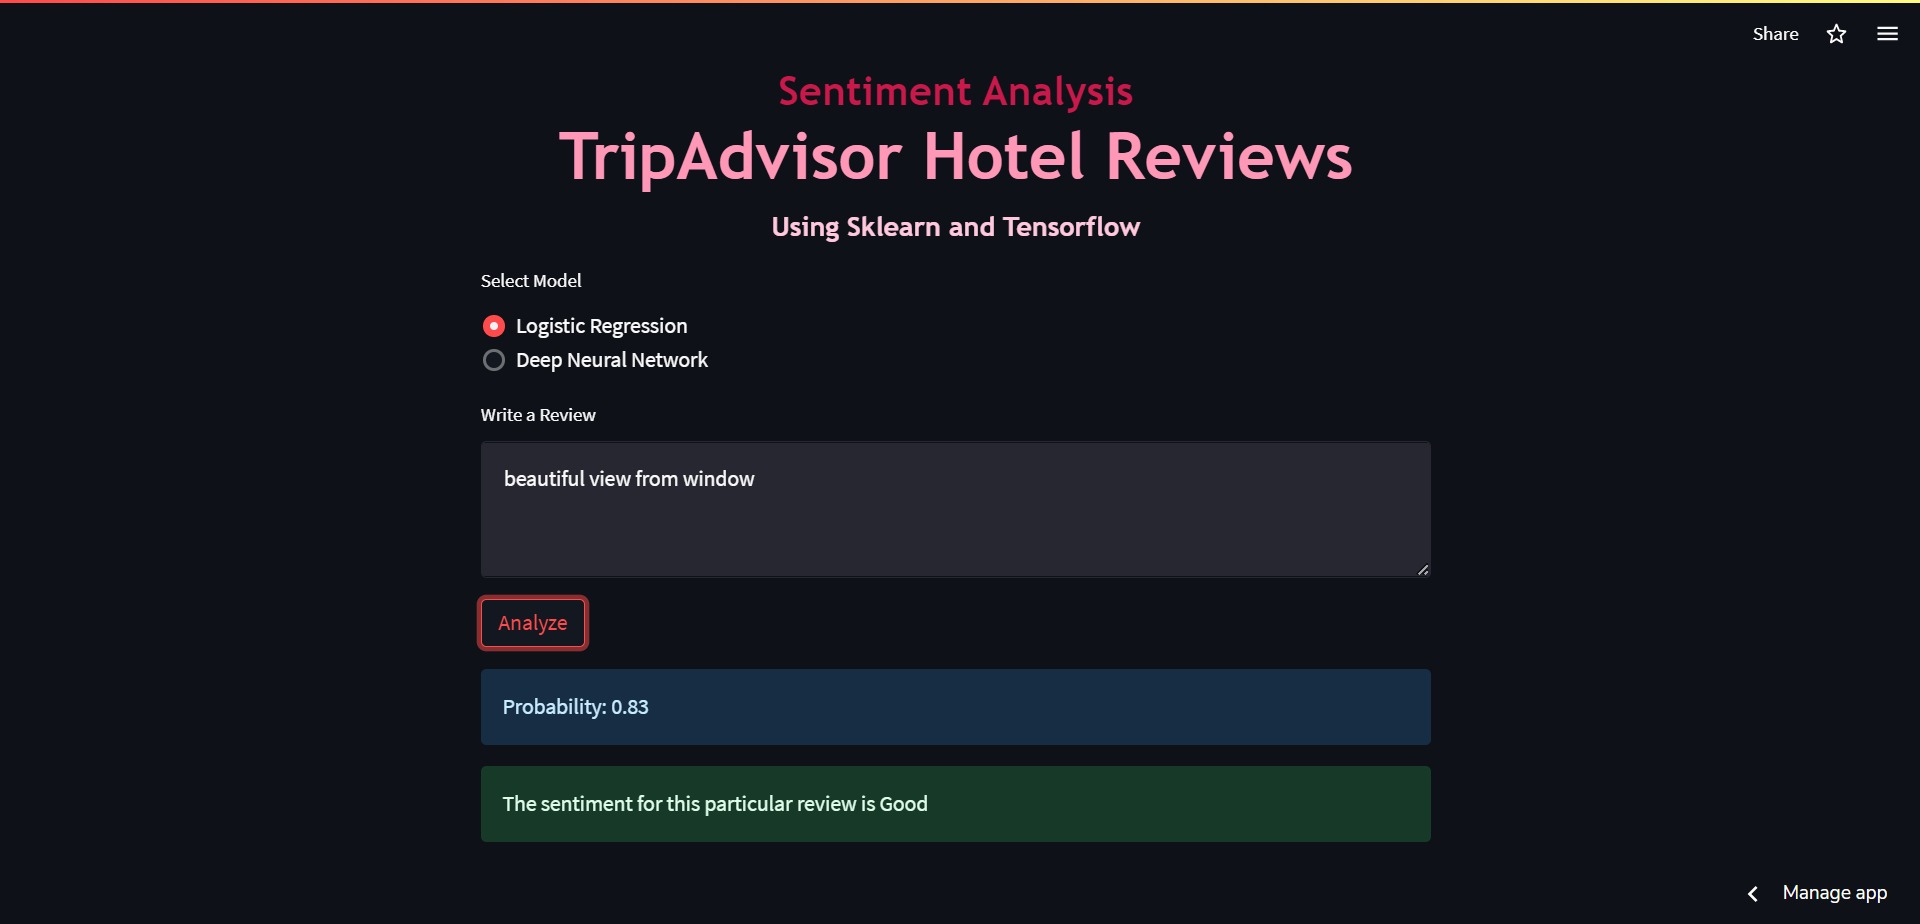 Share
Sentiment Analysis
TripAdvisor Hotel Reviews
Using Sklearn and Tensorflow
Select Model
Logistic Regression
Deep Neural Network
Write a Review
beautiful view from window
Analyze
Probability: 0.83
The sentiment for this particular review is Good
Manage app